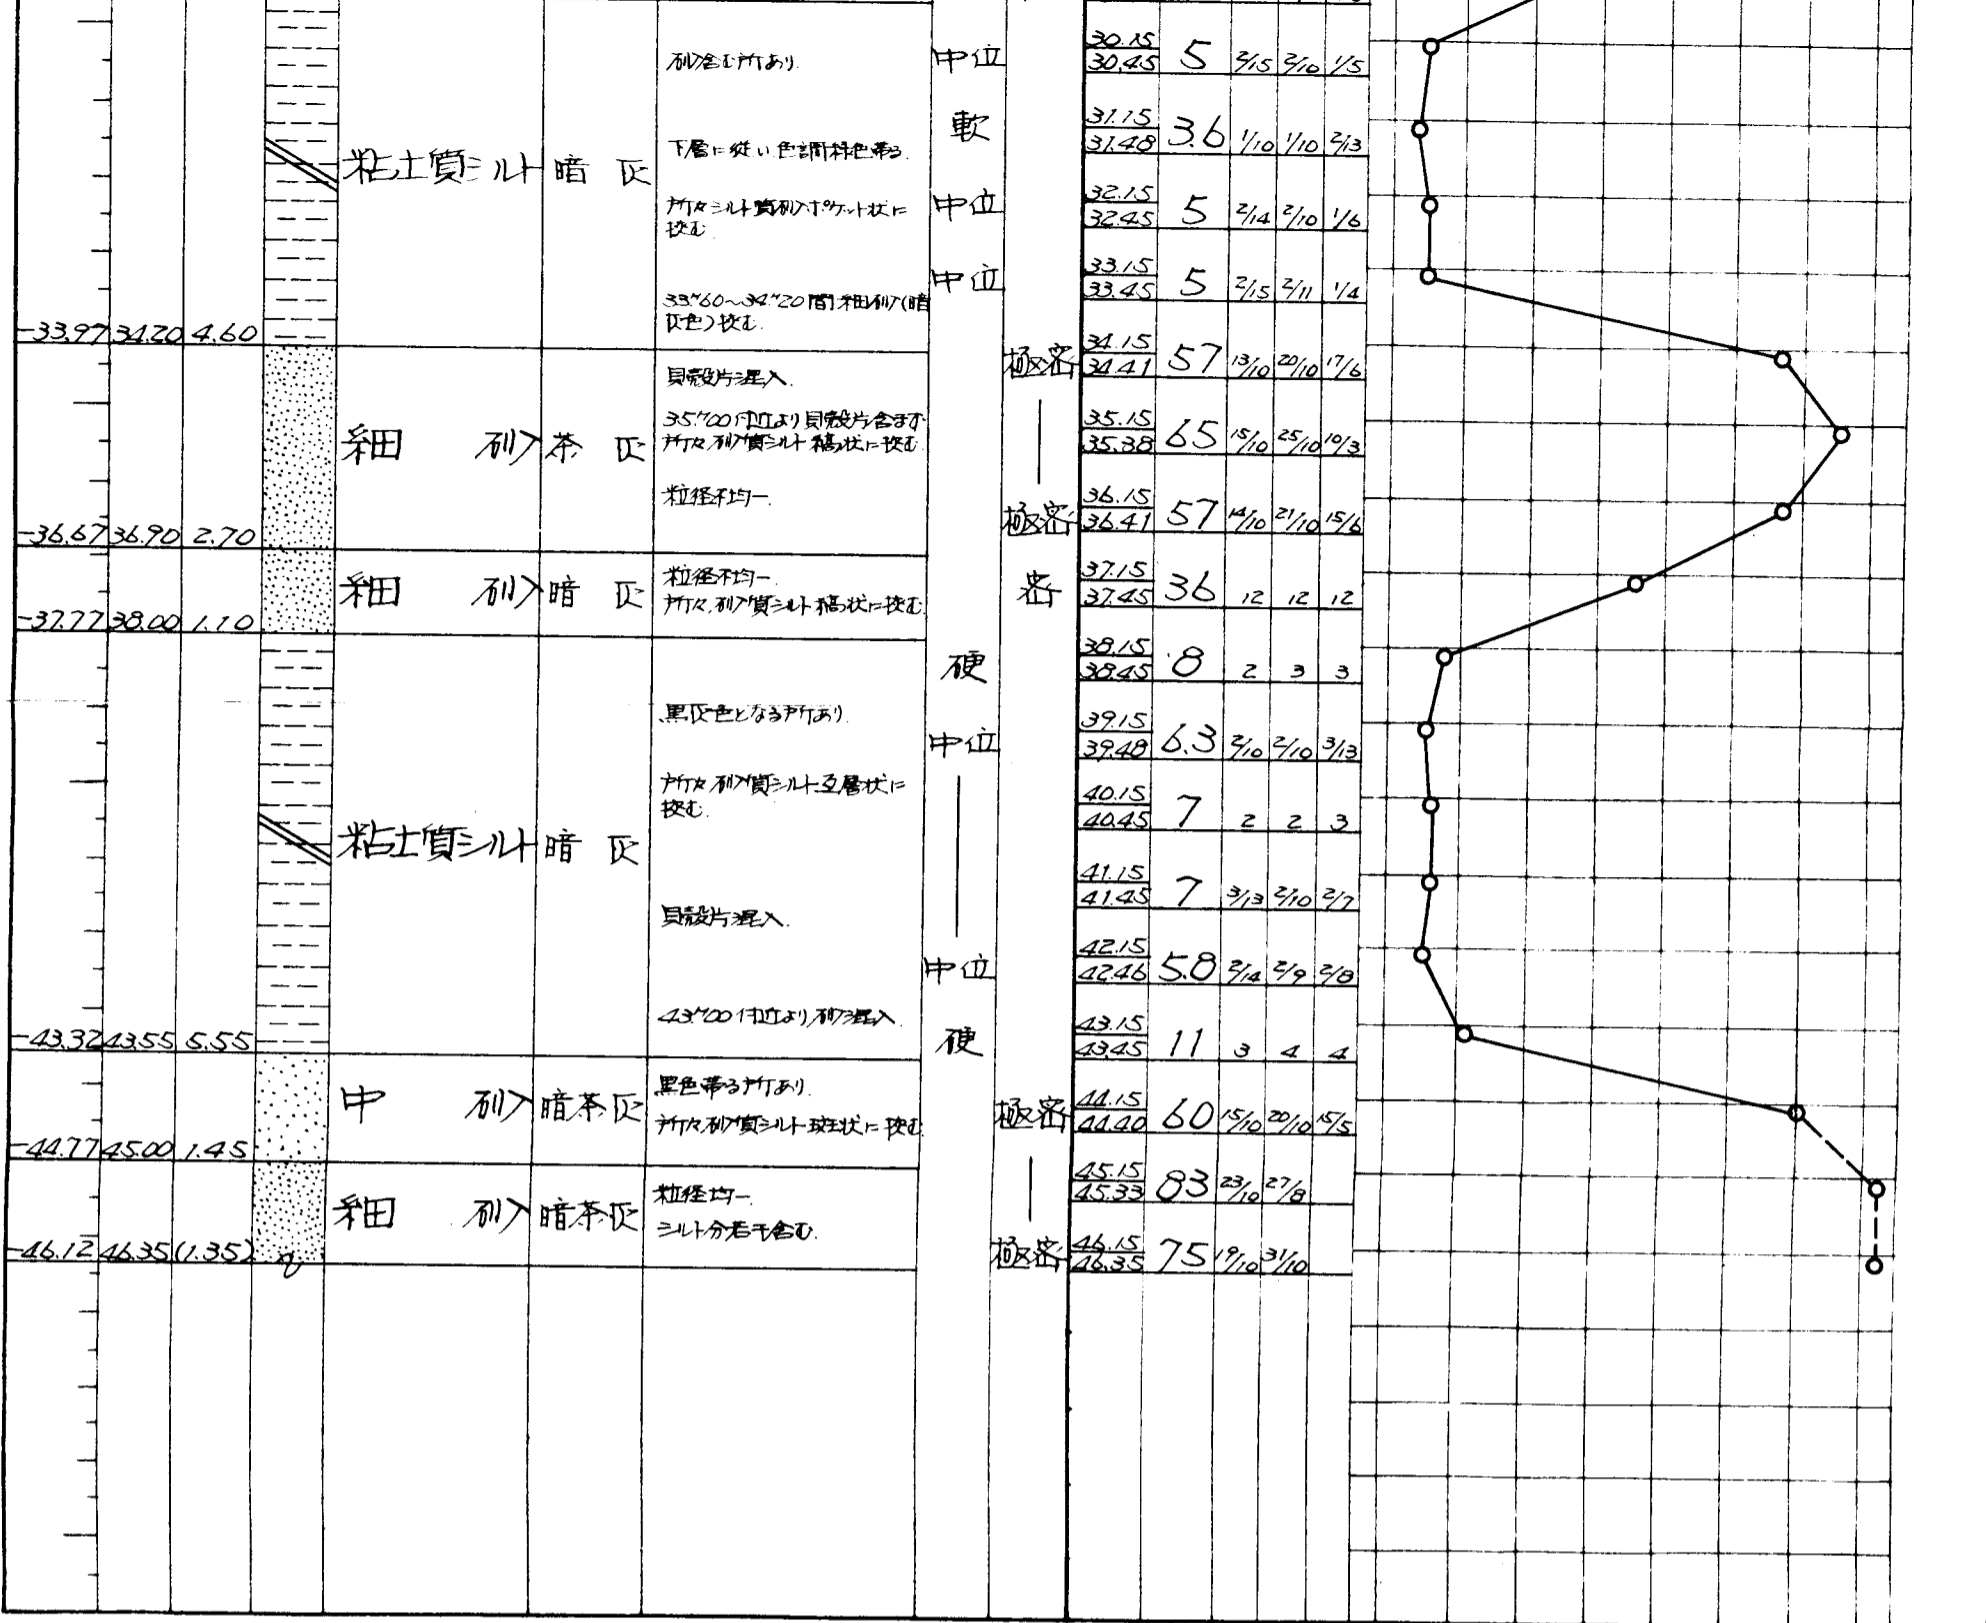 砂含む所あり 中位 30.15
30.45 5 2/15 2/10 1/5
軟 31.15
下層に従い色調緑色帯る. 31.48 3.6 1/10 1/10 2/13
粘土質シルト 暗 灰
所々シルト質砂ポケット状に 中位 32.15
挟む. 32.45 5 2/14 2/10 1/6
中位 33.15
33.45 5 2/15 2/11 1/4
33m60~34m20間細砂(暗
灰色)挟む.
-33.97 34.20 4.60
極密 34.15
34.41 57 13/10 20/10 17/6
貝殻片混入.
35m00付近より貝殻片含まず 35.15
所々砂質シルト縞状に挟む. 35.38 65 15/10 25/10 10/3
細 砂 茶 灰
粒径不均一. 36.15
極密 36.41 57 14/10 21/10 15/6
-36.67 36.90 2.70
粒径不均一. 37.15
細 砂 暗 灰 所々砂質シルト縞状に挟む. 密 37.45 36 12 12 12
-37.77 38.00 1.10
硬 38.15
38.45 8 2 3 3
黒灰色となる所あり. 39.15
中位 39.48 6.3 2/10 2/10 3/13
所々砂質シルト互層状に 40.15
挟む. 40.45 7 2 2 3
粘土質シルト 暗 灰
41.15
41.45 7 3/13 2/10 2/7
貝殻片混入.
42.15
中位 42.46 5.8 2/14 2/9 2/8
43m00付近より砂混入. 43.15
硬 43.45 11 3 4 4
-43.32 43.55 5.55
黒色帯る所あり. 44.15
中 砂 暗茶灰 所々砂質シルト斑状に挟む. 極密 44.40 60 15/10 20/10 15/5
-44.77 45.00 1.45
粒径均一. 45.15
45.33 83 23/10 27/8
細 砂 暗茶灰 シルト分若干含む.
-46.12 46.35 (1.35) 極密 46.15
46.35 75 19/10 31/10